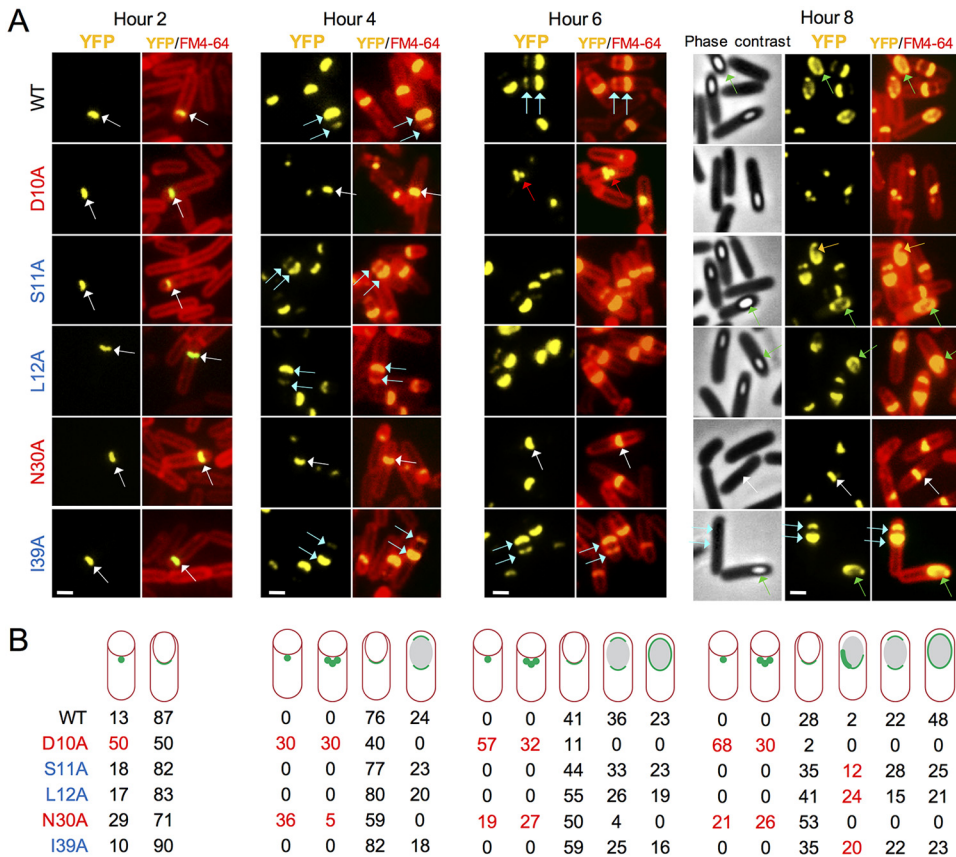 A
Hour 2 Hour 4 Hour 6 Hour 8
YFP YFP/FM4-64 YFP YFP/FM4-64 YFP YFP/FM4-64 Phase contrast YFP YFP/FM4-64
WT
D10A
S11A
L12A
N30A
I39A
B
WT 13 87 0 0 76 24 0 0 41 36 23 0 0 28 2 22 48
D10A 50 50 30 30 40 0 57 32 11 0 0 68 30 2 0 0 0
S11A 18 82 0 0 77 23 0 0 44 33 23 0 0 35 12 28 25
L12A 17 83 0 0 80 20 0 0 55 26 19 0 0 41 24 15 21
N30A 29 71 36 5 59 0 19 27 50 4 0 21 26 53 0 0 0
I39A 10 90 0 0 82 18 0 0 59 25 16 0 0 35 20 22 23